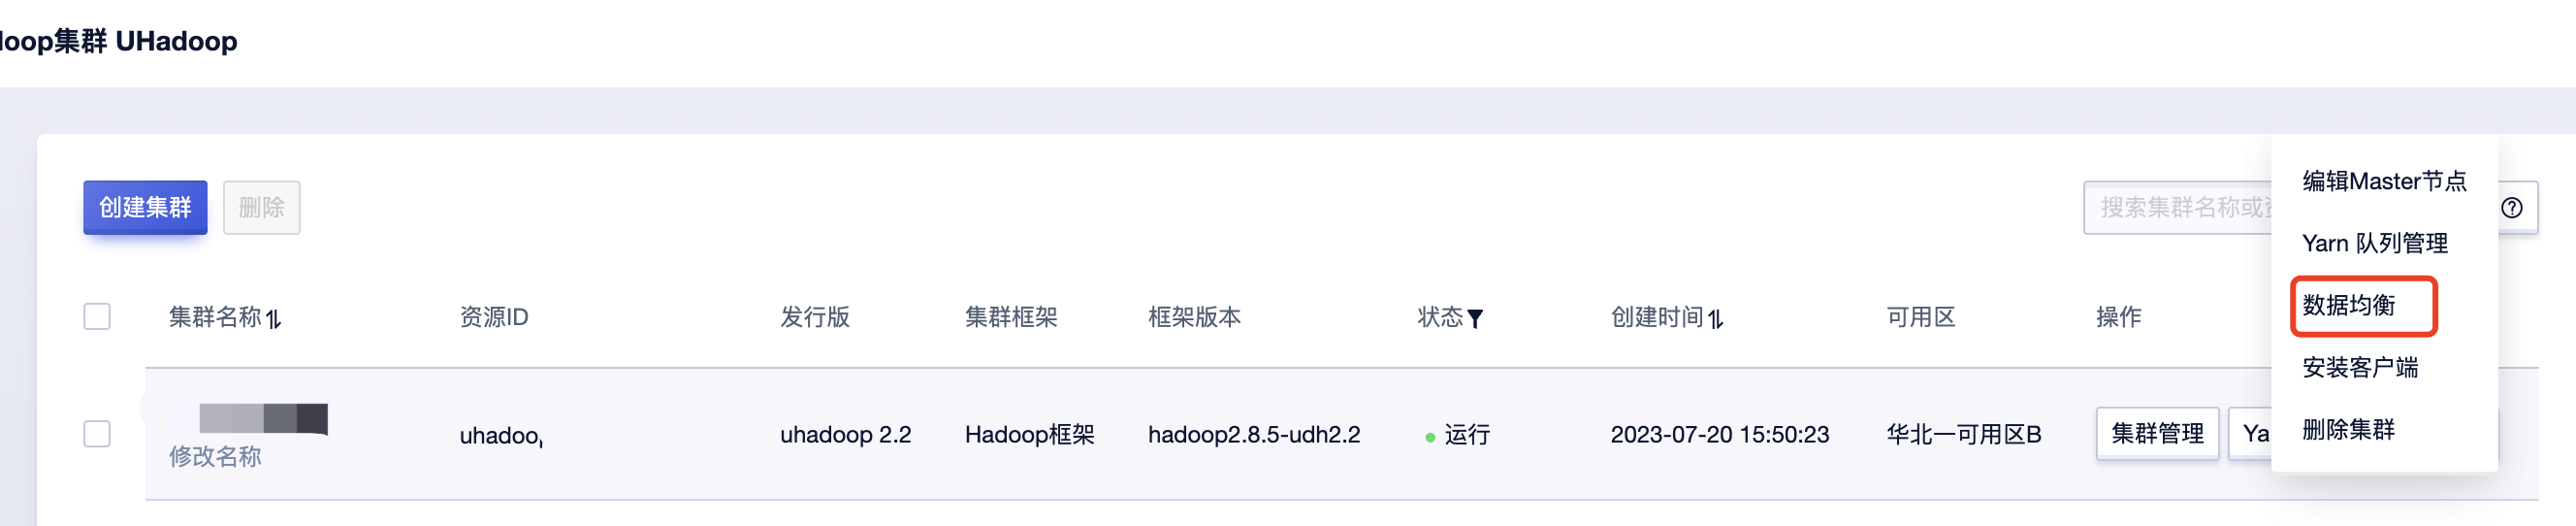 loop集群 UHadoop
创建集群 删除
搜索集群名称或
集群名称 资源ID 发行版 集群框架 框架版本 状态 创建时间 可用区 操作
修改名称 uhadoo uhadoop 2.2 Hadoop框架 hadoop2.8.5-udh2.2 运行 2023-07-20 15:50:23 华北一可用区B 集群管理 Ya
编辑Master节点
Yarn 队列管理
数据均衡
安装客户端
删除集群